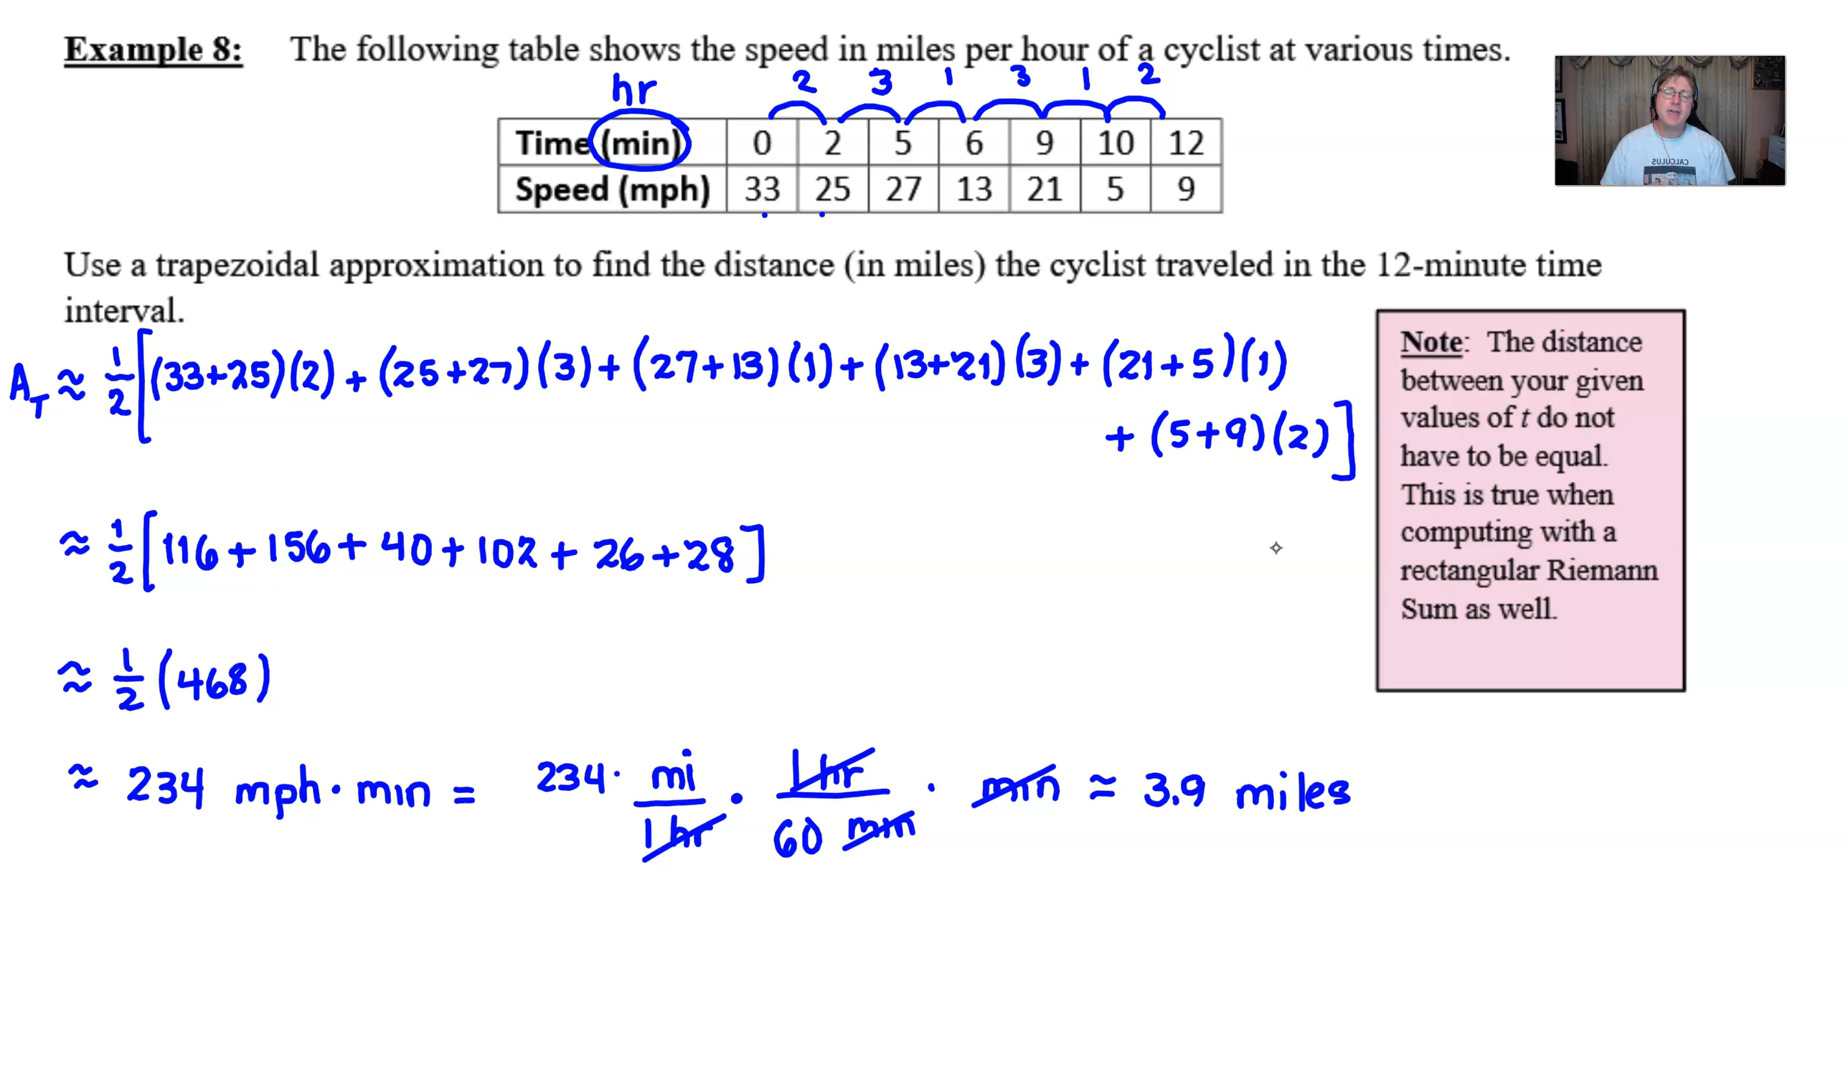 Example 8: The following table shows the speed in miles per hour of a cyclist at various times.
2 3 1 3 1 2
hr
Time (min) 0 2 5 6 9 10 12
Speed (mph) 33 25 27 13 21 5 9
Use a trapezoidal approximation to find the distance (in miles) the cyclist traveled in the 12-minute time
interval.
A_T ≈ 1/2 [(33+25)(2) + (25+27)(3) + (27+13)(1) + (13+21)(3) + (21+5)(1)
+ (5+9)(2)]
≈ 1/2 [116 + 156 + 40 + 102 + 26 + 28]
≈ 1/2 (468)
≈ 234 mph · min = 234 · mi/1 hr · 1 hr/60 min · min ≈ 3.9 miles
Note: The distance
between your given
values of t do not
have to be equal.
This is true when
computing with a
rectangular Riemann
Sum as well.
CALCULUS